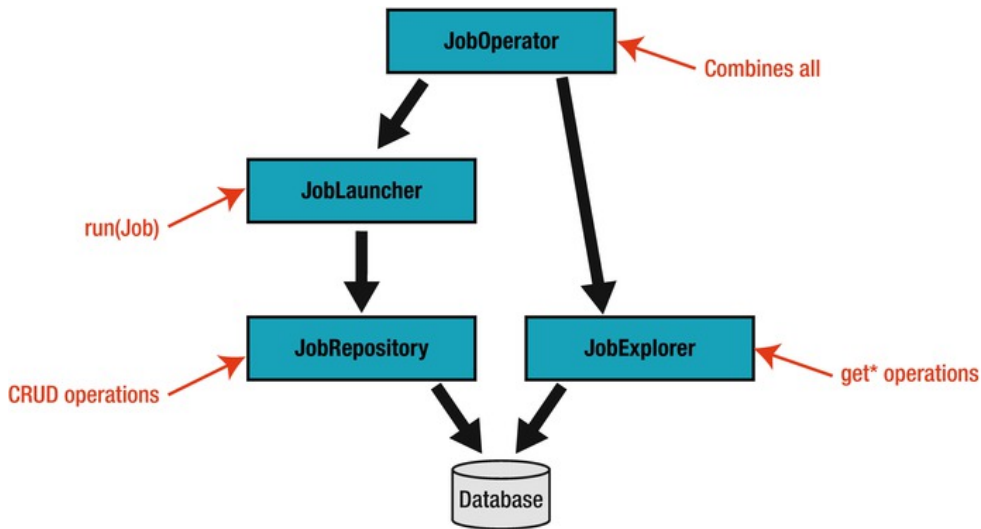 JobOperator
Combines all
JobLauncher
run(Job)
JobRepository
JobExplorer
CRUD operations
get* operations
Database